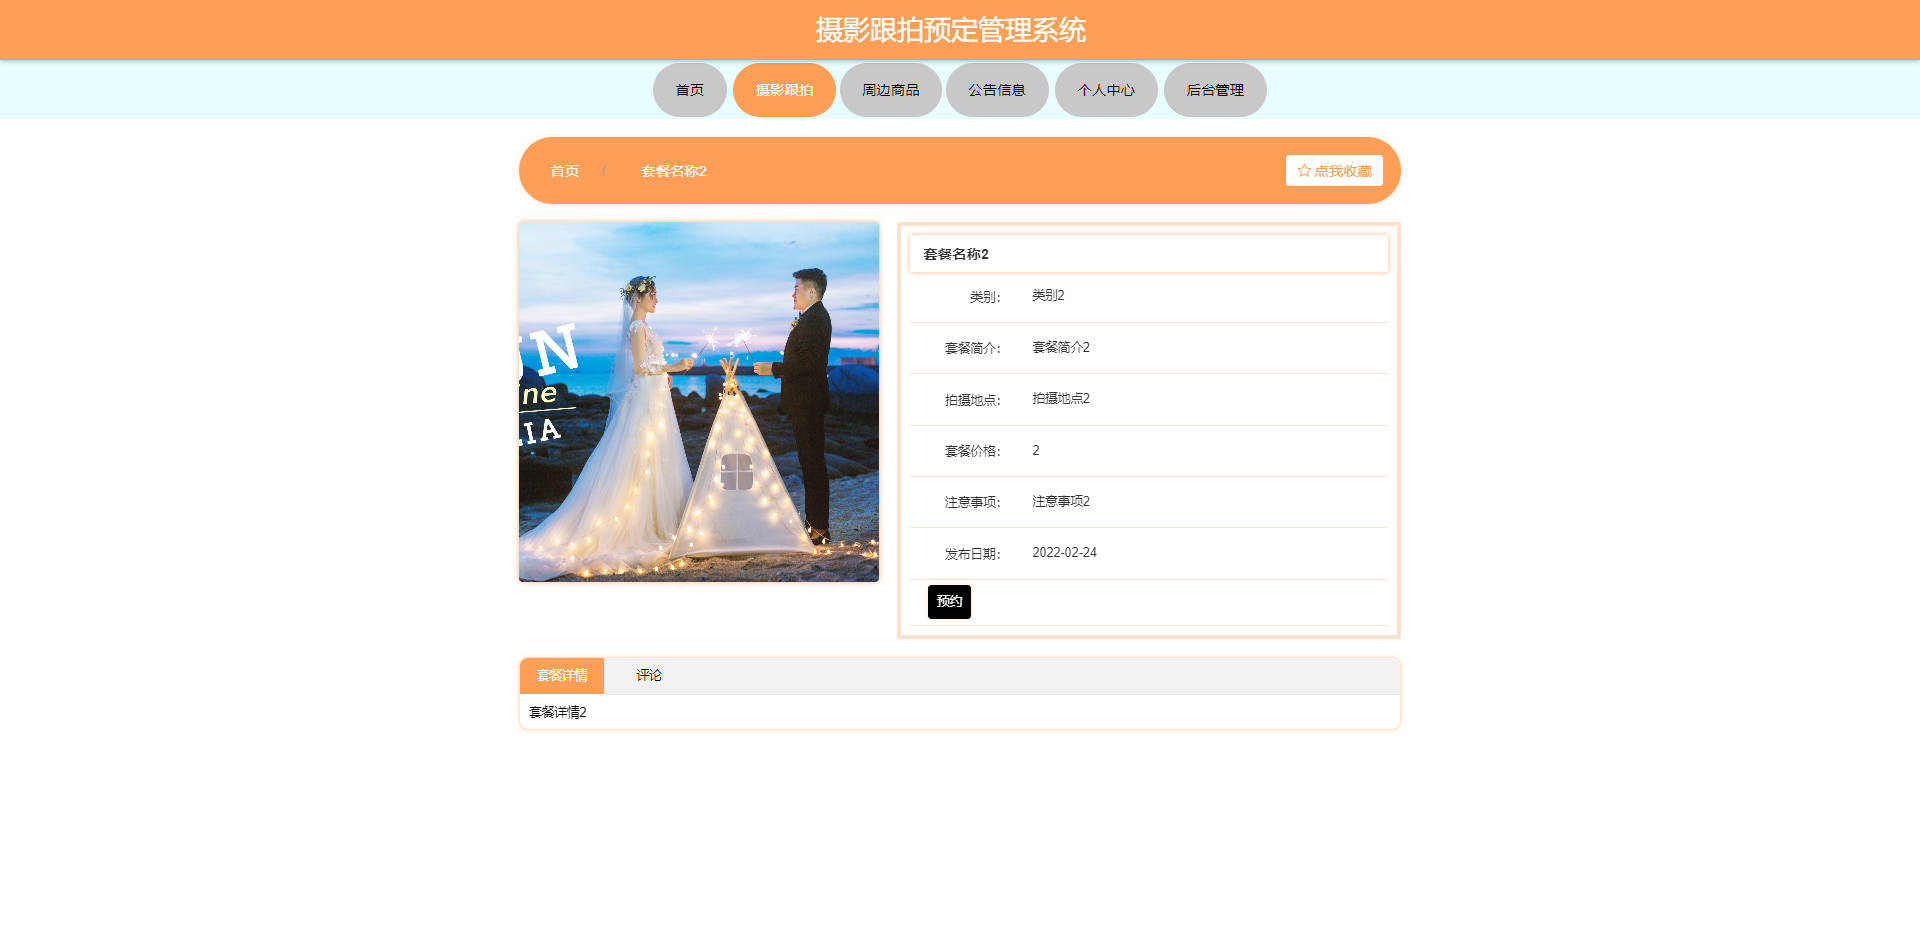 摄影跟拍预定管理系统
首页 摄影跟拍 周边商品 公告信息 个人中心 后台管理
首页 / 套餐名称2 点我收藏
ine
套餐名称2
类别: 类别2
套餐简介: 套餐简介2
拍摄地点: 拍摄地点2
套餐价格: 2
注意事项: 注意事项2
发布日期: 2022-02-24
预约
套餐详情 评论
套餐详情2